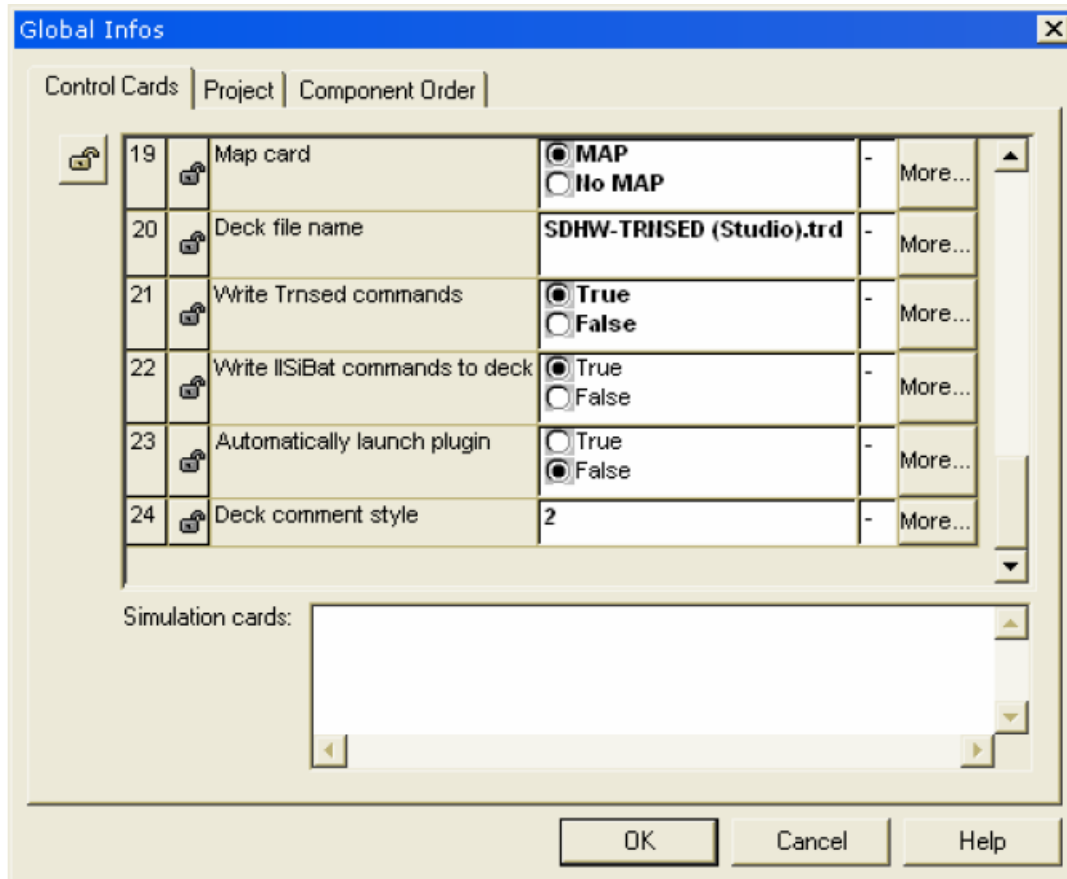 Global Infos
Control Cards Project Component Order
19 Map card MAP - More...
No MAP
20 Deck file name SDHW-TRNSED (Studio).trd - More...
21 Write Trnsed commands True - More...
False
22 Write IISiBat commands to deck True - More...
False
23 Automatically launch plugin True - More...
False
24 Deck comment style 2 - More...
Simulation cards:
OK Cancel Help